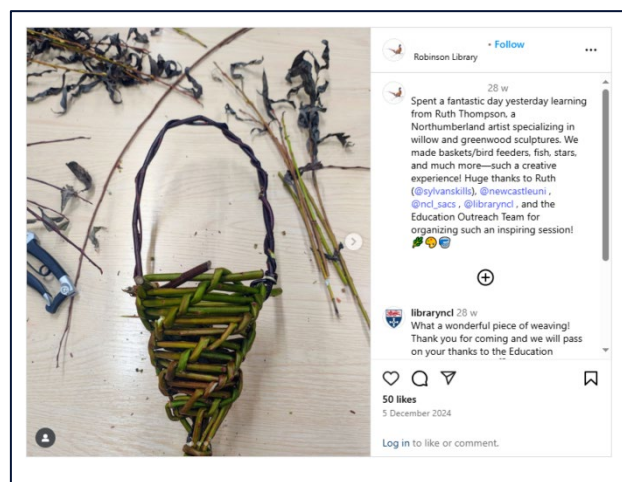 • Follow
Robinson Library
28 w
Spent a fantastic day yesterday learning
from Ruth Thompson, a
Northumberland artist specializing in
willow and greenwood sculptures. We
made baskets/bird feeders, fish, stars,
and much more—such a creative
experience! Huge thanks to Ruth
(@sylvanskills), @newcastleuni ,
@ncl_sacs , @libraryncl , and the
Education Outreach Team for
organizing such an inspiring session!
libraryncl 28 w
What a wonderful piece of weaving!
Thank you for coming and we will pass
on your thanks to the Education
50 likes
5 December 2024
Log in to like or comment.